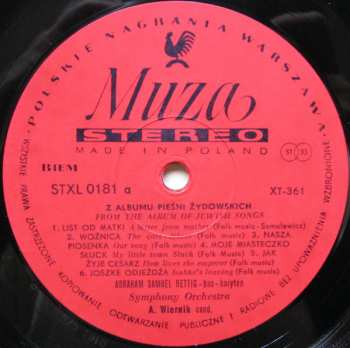 POLSKIE NAGRANIA WARSZAWA
Muza
STEREO
MADE IN POLAND
BIEM
STXL 0181 a
XT-361
Z ALBUMU PIEŚNI ŻYDOWSKICH
FROM THE ALBUM OF JEWISH SONGS
1. LIST OD MATKI A letter from mother (Folk music-Samolewicz)
2. WOŹNICA. The (Folk music) 3. NASZA
PIOSENKA Our song (Folk music) 4. MOJE MIASTECZKO
SŁUCK My little town Sluck (Folk Music) 5. JAK
ŻYJE CESARZ How lives the emperor (Folk music)
6. JOSZKE ODJEŻDŻA Joshke's leaving (Folk music)
ABRAHAM SAMUEL RETTIG - bas-baryton
Symphony Orchestra
A. Wiernik cond.
WSZYSTKIE PRAWA ZASTRZEŻONE KOPIOWANIE ODTWARZANIE PUBLICZNE I RADIOWE BEZ UPOWAŻNIENIA WZBRONIONE